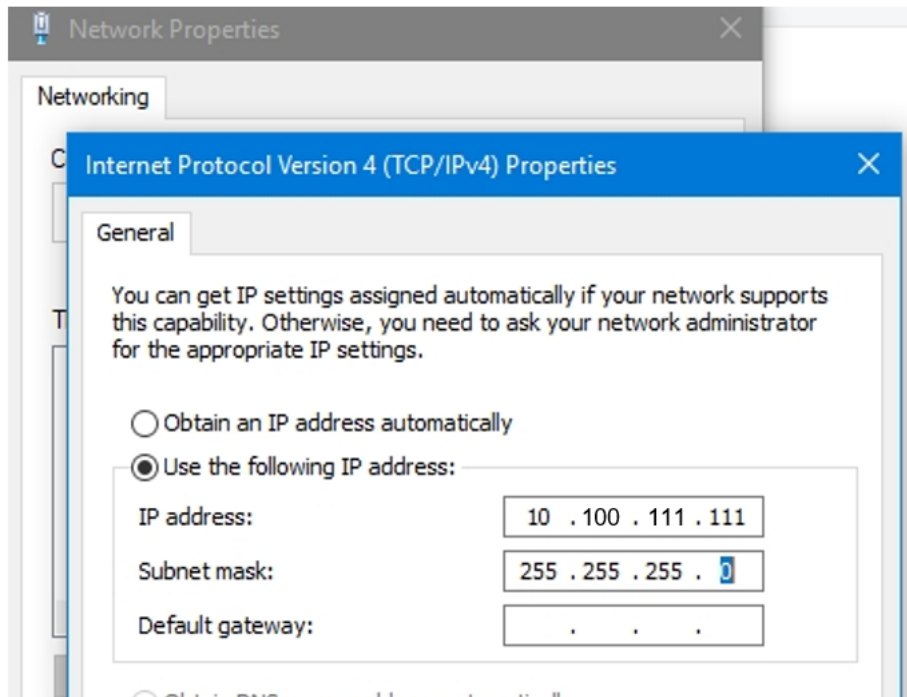 Network Properties
Networking
C
Internet Protocol Version 4 (TCP/IPv4) Properties
General
You can get IP settings assigned automatically if your network supports
this capability. Otherwise, you need to ask your network administrator
for the appropriate IP settings.
Obtain an IP address automatically
Use the following IP address:
IP address: 10 . 100 . 111 . 111
Subnet mask: 255 . 255 . 255 . 0
Default gateway: . . .